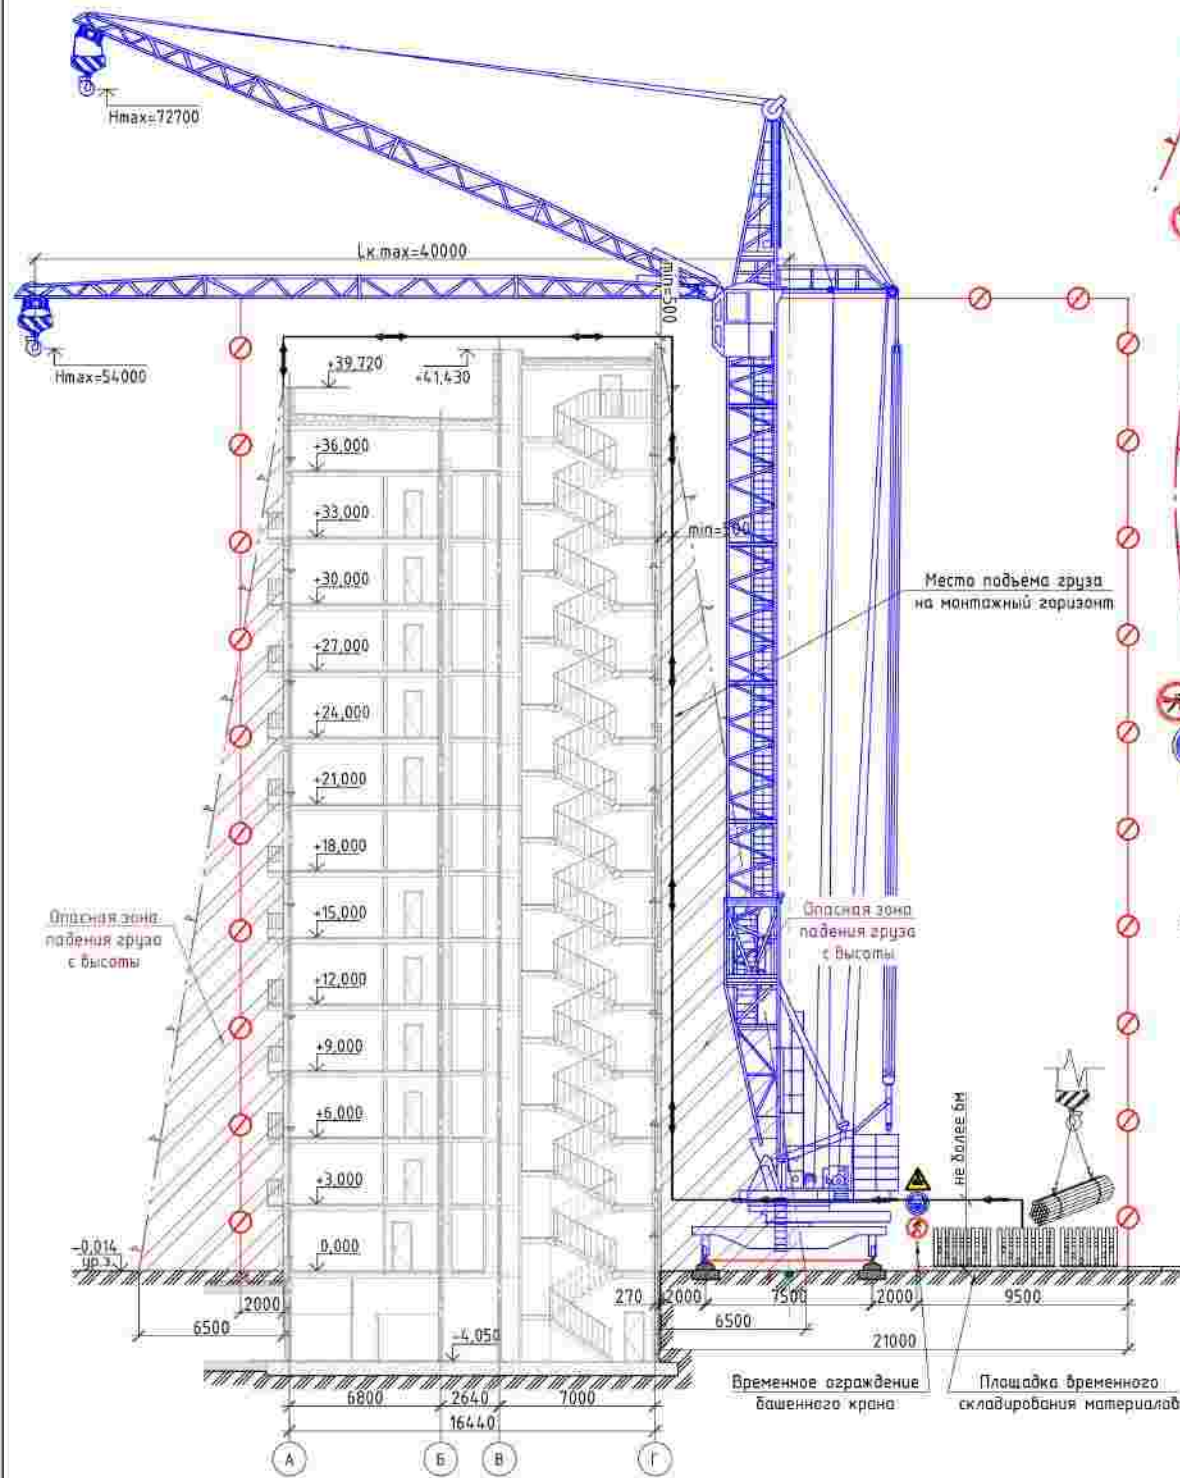 Hmax=72700
Lк.max=40000
min=500
Hmax=54000
+39,720
+41,430
+36,000
+33,000
min=500
+30,000
Место подъема груза
на монтажный горизонт
+27,000
+24,000
+21,000
+18,000
+15,000
Опасная зона
падения груза
с высоты
Опасная зона
падения груза
с высоты
+12,000
+9,000
+6,000
не более 6м
+3,000
0,000
-0,014
ур.з.
2000
6500
270
2000
7500
2000
9500
6500
21000
-4,050
Временное ограждение
башенного крана
Площадка временного
складирования материалов
6800
2640
7000
16440
А
Б
В
Г